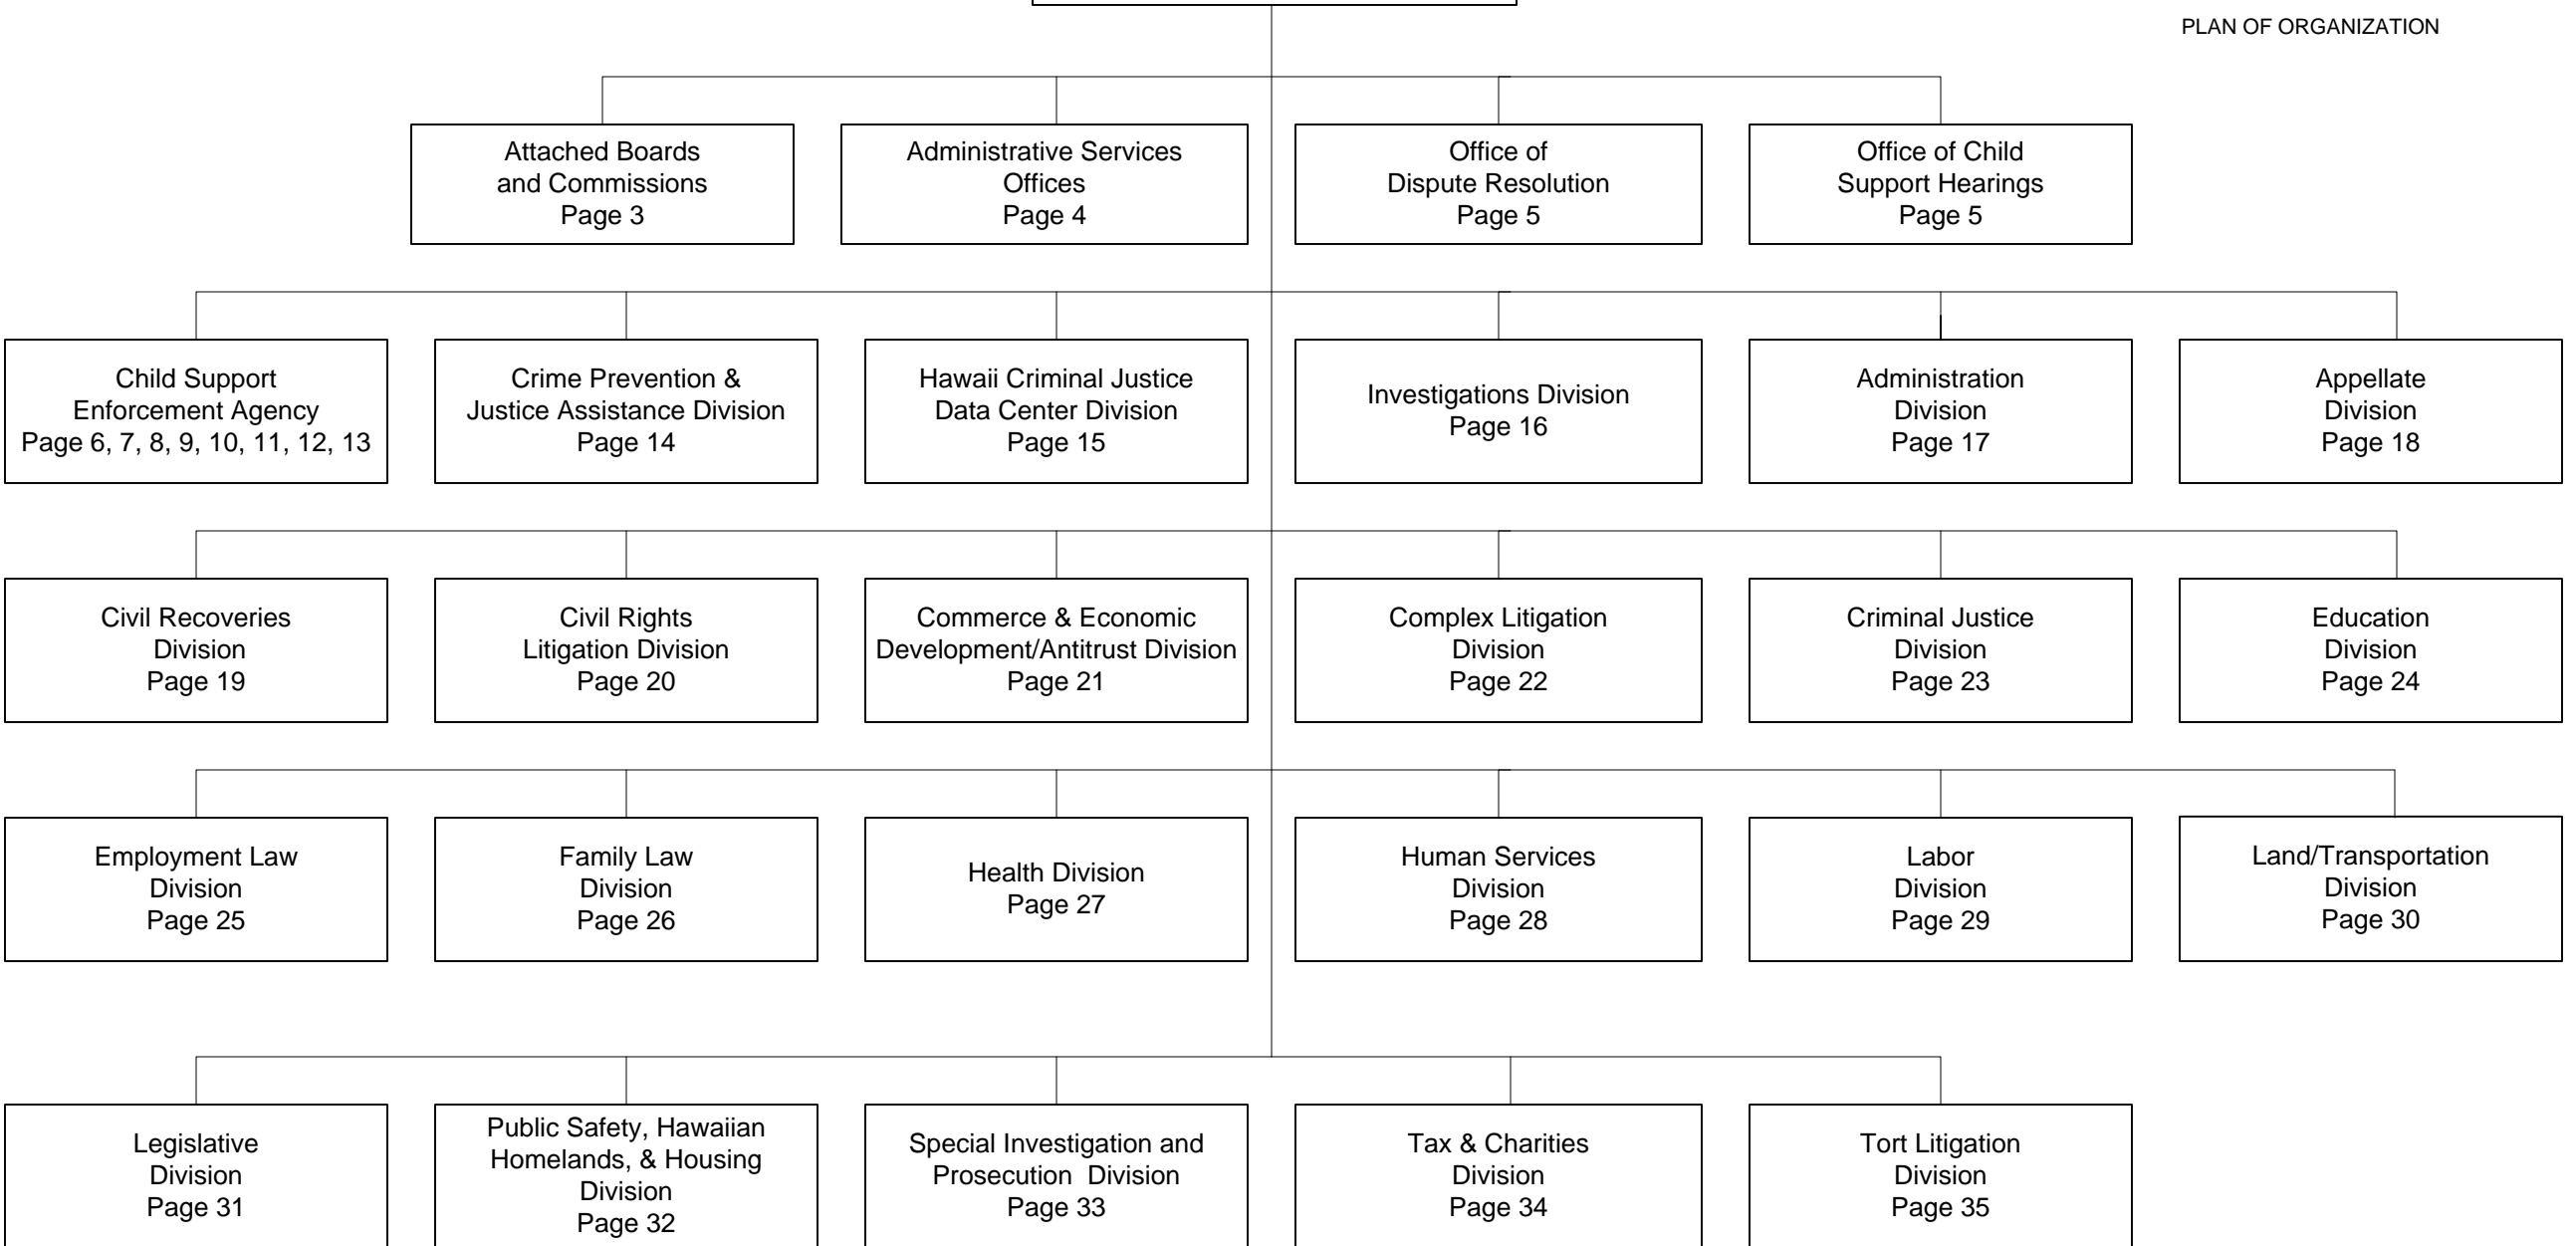 PLAN OF ORGANIZATION
Attached Boards
and Commissions
Page 3
Administrative Services
Offices
Page 4
Office of
Dispute Resolution
Page 5
Office of Child
Support Hearings
Page 5
Child Support
Enforcement Agency
Page 6, 7, 8, 9, 10, 11, 12, 13
Crime Prevention &
Justice Assistance Division
Page 14
Hawaii Criminal Justice
Data Center Division
Page 15
Investigations Division
Page 16
Administration
Division
Page 17
Appellate
Division
Page 18
Civil Recoveries
Division
Page 19
Civil Rights
Litigation Division
Page 20
Commerce & Economic
Development/Antitrust Division
Page 21
Complex Litigation
Division
Page 22
Criminal Justice
Division
Page 23
Education
Division
Page 24
Employment Law
Division
Page 25
Family Law
Division
Page 26
Health Division
Page 27
Human Services
Division
Page 28
Labor
Division
Page 29
Land/Transportation
Division
Page 30
Legislative
Division
Page 31
Public Safety, Hawaiian
Homelands, & Housing
Division
Page 32
Special Investigation and
Prosecution  Division
Page 33
Tax & Charities
Division
Page 34
Tort Litigation
Division
Page 35